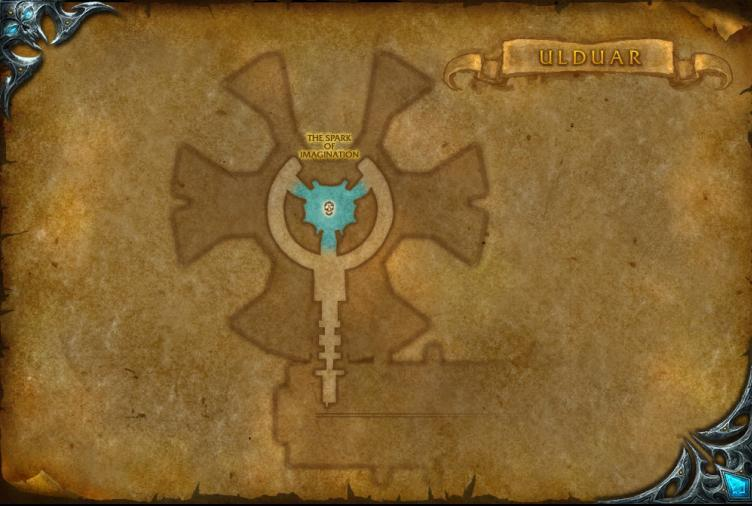 ULDUAR
THE SPARK
OF
IMAGINATION